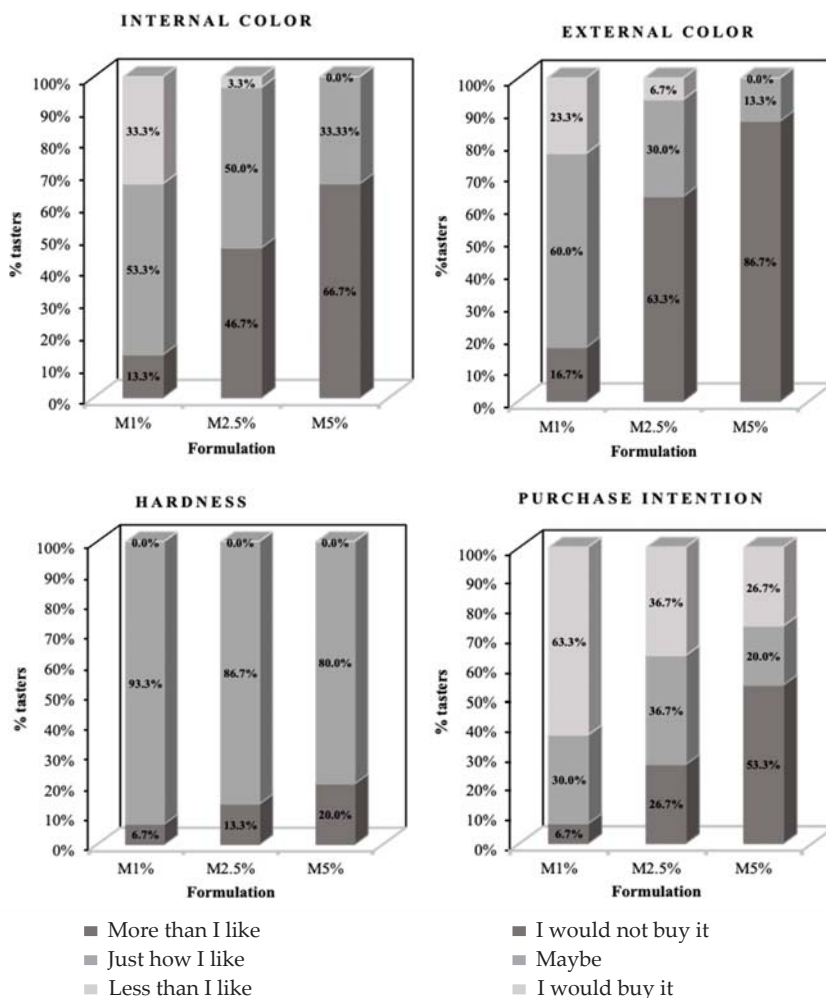 INTERNAL COLOR
100%
90%
80%
70%
60%
50%
40%
30%
20%
10%
0%
% tasters
33.3%
53.3%
13.3%
3.3%
50.0%
46.7%
0.0%
33.33%
66.7%
M1%
M2.5%
M5%
Formulation
EXTERNAL COLOR
100%
90%
80%
70%
60%
50%
40%
30%
20%
10%
0%
%tasters
23.3%
60.0%
16.7%
6.7%
30.0%
63.3%
0.0%
13.3%
86.7%
M1%
M2.5%
M5%
Formulation
HARDNESS
100%
90%
80%
70%
60%
50%
40%
30%
20%
10%
0%
% tasters
0.0%
93.3%
6.7%
0.0%
86.7%
13.3%
0.0%
80.0%
20.0%
M1%
M2.5%
M5%
Formulation
More than I like
Just how I like
Less than I like
PURCHASE INTENTION
100%
90%
80%
70%
60%
50%
40%
30%
20%
10%
0%
% tasters
63.3%
30.0%
6.7%
36.7%
36.7%
26.7%
26.7%
20.0%
53.3%
M1%
M2.5%
M5%
Formulation
I would not buy it
Maybe
I would buy it